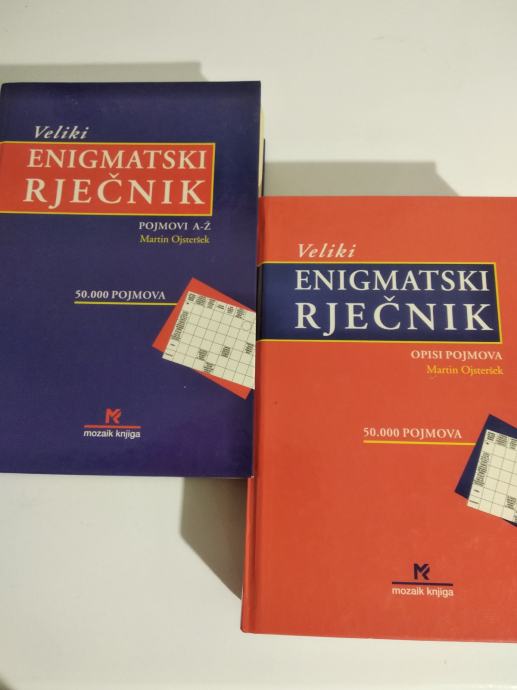 Veliki
ENIGMATSKI
RJEČNIK
POJMOVI A-Ž
Martin Ojsteršek
50.000 POJMOVA
mozaik knjiga
Veliki
ENIGMATSKI
RJEČNIK
OPISI POJMOVA
Martin Ojsteršek
50.000 POJMOVA
mozaik knjiga